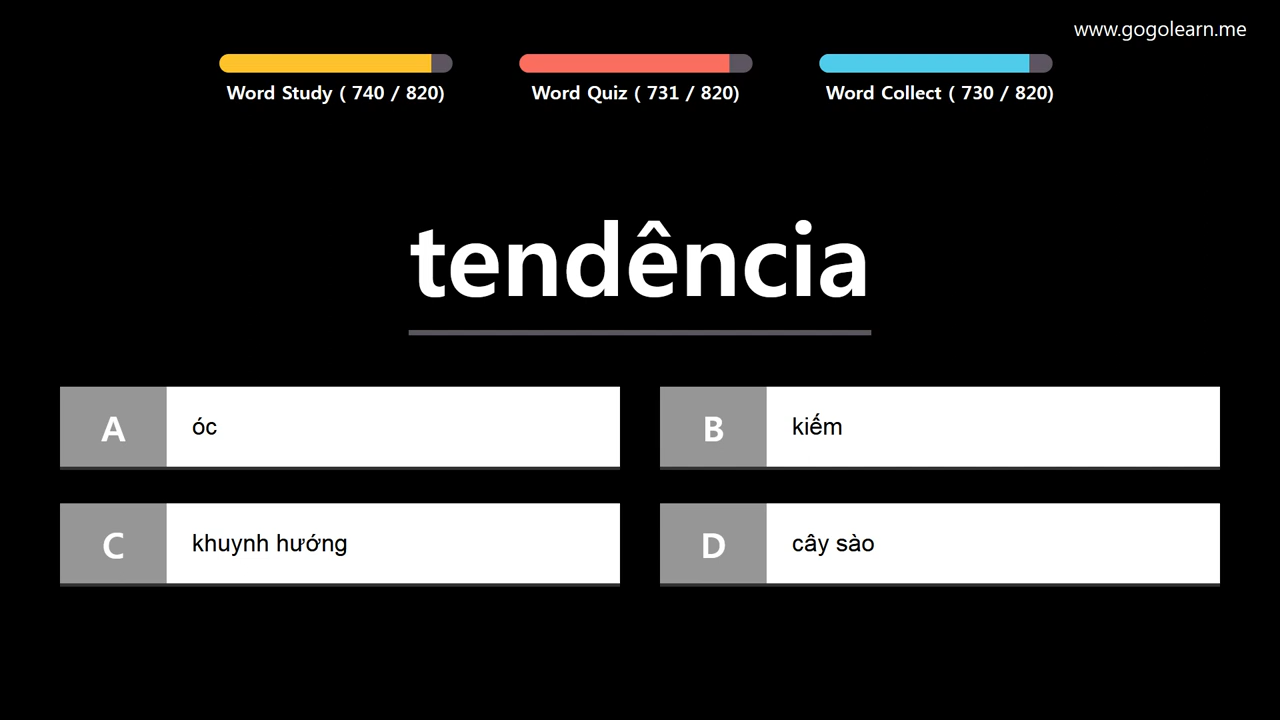 www.gogolearn.me
Word Study ( 740 / 820)
Word Quiz ( 731 / 820)
Word Collect ( 730 / 820)
tendência
A
óc
B
kiếm
C
khuynh hướng
D
cây sào